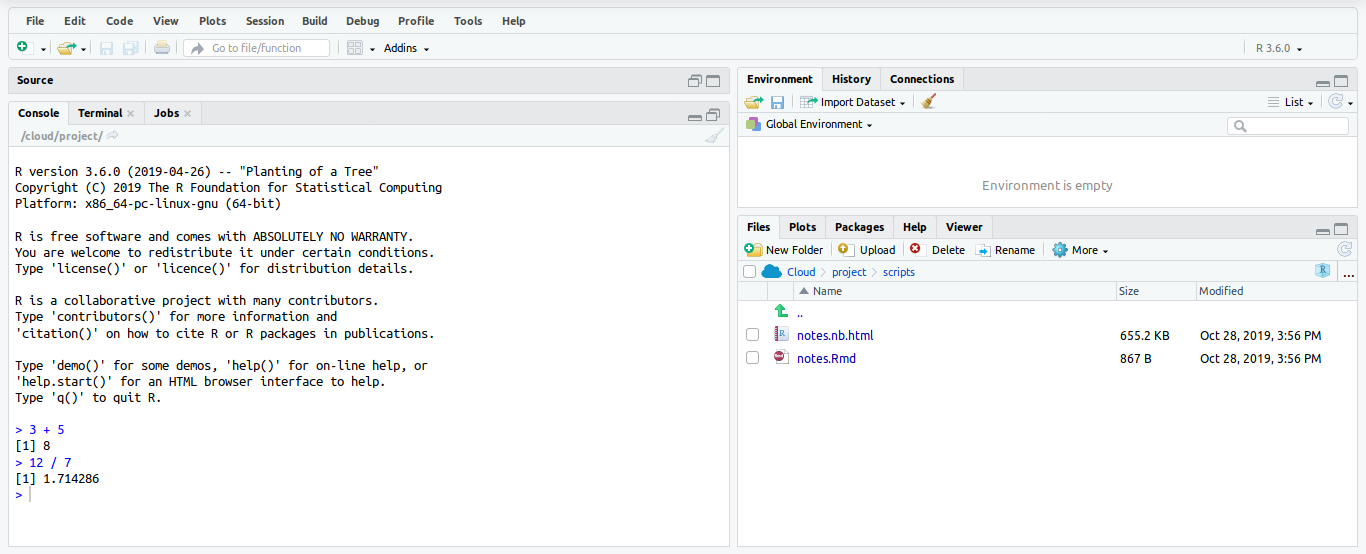 File Edit Code View Plots Session Build Debug Profile Tools Help
Go to file/function Addins R 3.6.0
Source
Console Terminal Jobs
/cloud/project/
R version 3.6.0 (2019-04-26) -- "Planting of a Tree"
Copyright (C) 2019 The R Foundation for Statistical Computing
Platform: x86_64-pc-linux-gnu (64-bit)
R is free software and comes with ABSOLUTELY NO WARRANTY.
You are welcome to redistribute it under certain conditions.
Type 'license()' or 'licence()' for distribution details.
R is a collaborative project with many contributors.
Type 'contributors()' for more information and
'citation()' on how to cite R or R packages in publications.
Type 'demo()' for some demos, 'help()' for on-line help, or
'help.start()' for an HTML browser interface to help.
Type 'q()' to quit R.
> 3 + 5
[1] 8
> 12 / 7
[1] 1.714286
>
Environment History Connections
Import Dataset List
Global Environment
Environment is empty
Files Plots Packages Help Viewer
New Folder Upload Delete Rename More
Cloud project scripts ...
Name Size Modified
..
notes.nb.html 655.2 KB Oct 28, 2019, 3:56 PM
notes.Rmd 867 B Oct 28, 2019, 3:56 PM